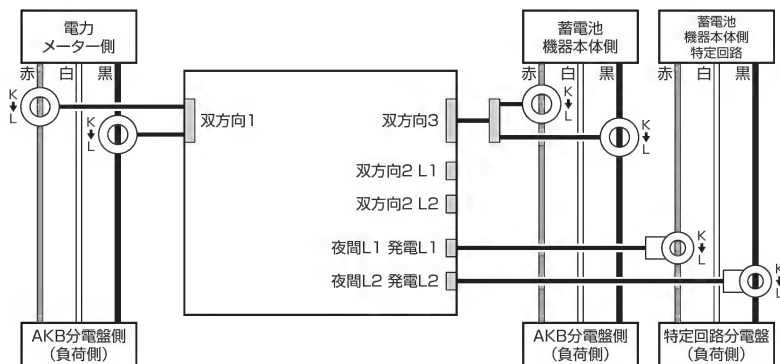 電力
メーター側
赤
白
黒
K
L
K
L
双方向1
双方向3
双方向2 L1
双方向2 L2
夜間L1 発電L1
夜間L2 発電L2
蓄電池
機器本体側
赤
白
黒
K
L
K
L
蓄電池
機器本体側
特定回路
赤
白
黒
K
L
K
L
AKB分電盤側
(負荷側)
AKB分電盤側
(負荷側)
特定回路分電盤
(負荷側)